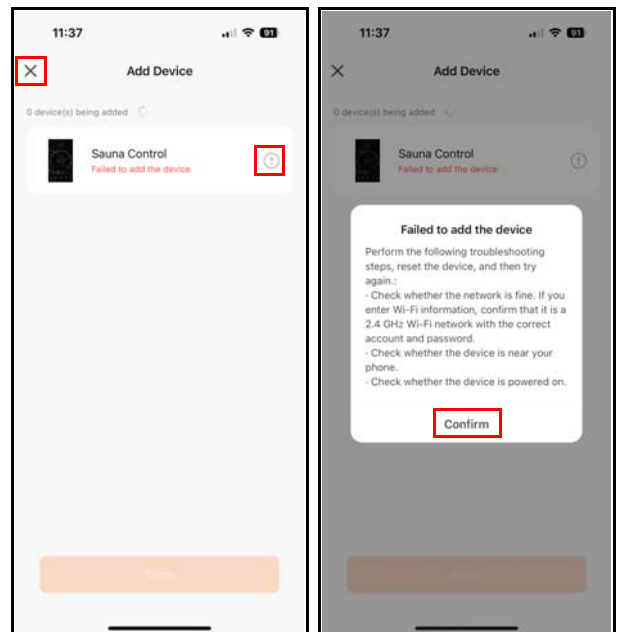 11:37
91
Add Device
0 device(s) being added
Sauna Control
Failed to add the device
Done
11:37
91
Add Device
0 device(s) being added
Sauna Control
Failed to add the device
Failed to add the device
Perform the following troubleshooting
steps, reset the device, and then try
again.:
- Check whether the network is fine. If you
enter Wi-Fi information, confirm that it is a
2.4 GHz Wi-Fi network with the correct
account and password.
- Check whether the device is near your
phone.
- Check whether the device is powered on.
Confirm